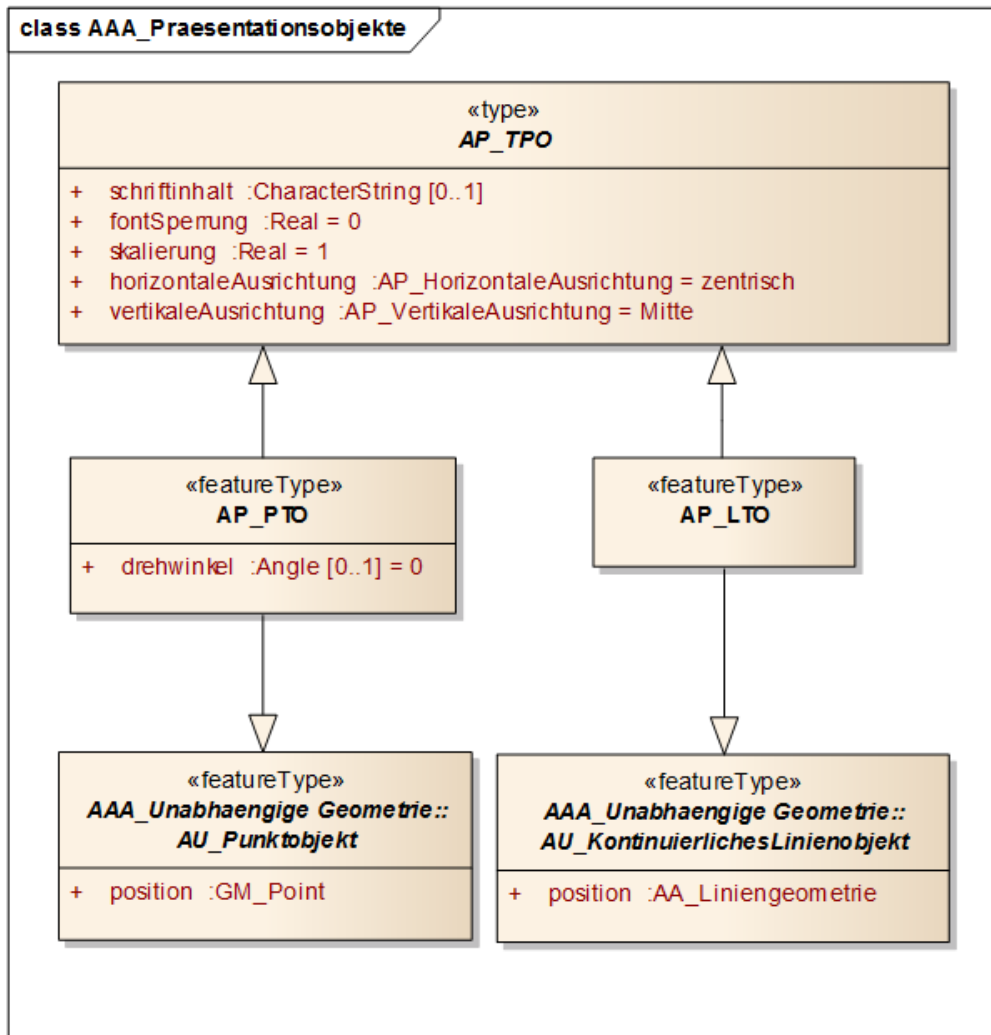 class AAA_Praesentationsobjekte
«type»
AP_TPO
+ schriftinhalt :CharacterString [0..1]
+ fontSperrung :Real = 0
+ skalierung :Real = 1
+ horizontaleAusrichtung :AP_HorizontaleAusrichtung = zentrisch
+ vertikaleAusrichtung :AP_VertikaleAusrichtung = Mitte
«featureType»
AP_PTO
+ drehwinkel :Angle [0..1] = 0
«featureType»
AP_LTO
«featureType»
AAA_Unabhaengige Geometrie::
AU_Punktobjekt
+ position :GM_Point
«featureType»
AAA_Unabhaengige Geometrie::
AU_KontinuierlichesLinienobjekt
+ position :AA_Liniengeometrie